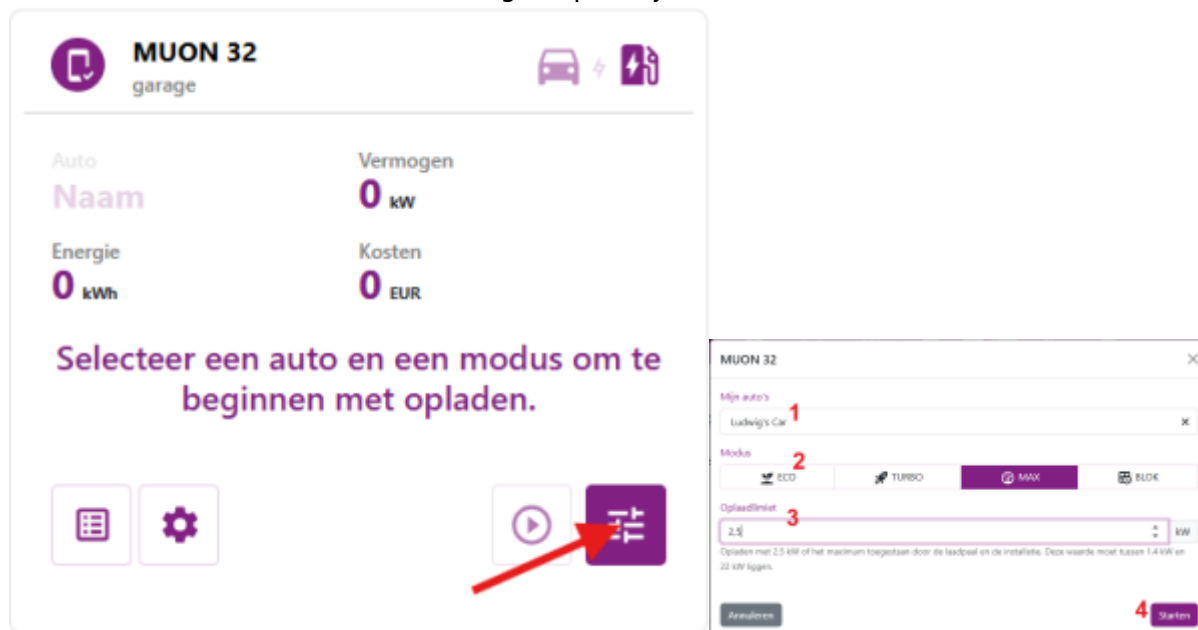 MUON 32
garage
Auto
Vermogen
Naam
0 kW
Energie
Kosten
0 kWh
0 EUR
Selecteer een auto en een modus om te
beginnen met opladen.
MUON 32
Mijn auto's
1
Ludwig's Car
Modus
2
ECO
TURBO
MAX
BLOK
Oplaadlimiet
3
2,5
kW
Opladen met 2.5 kW of het maximum toegestaan door de laadpaal en de installatie. Deze waarde moet tussen 1.4 kW en
22 kW liggen.
Annuleren
4
Starten